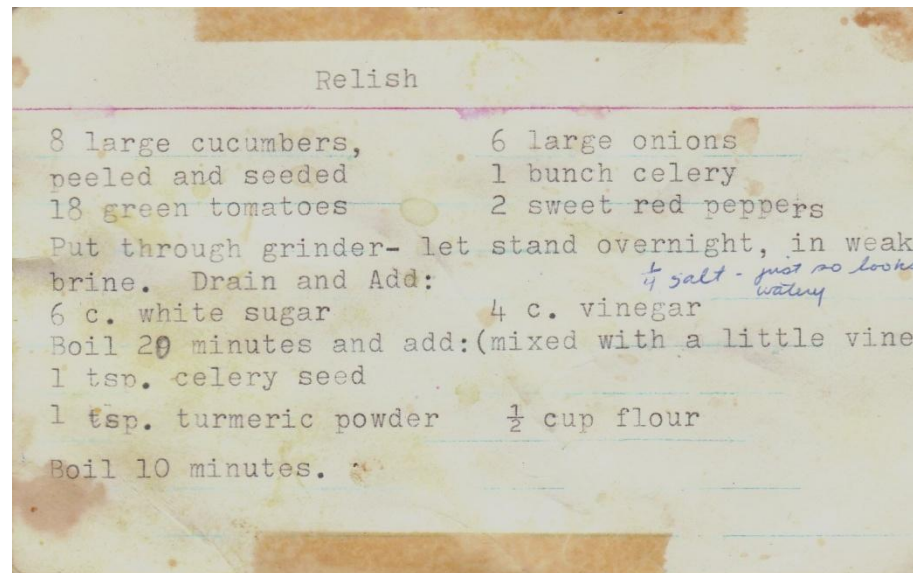 Relish
8 large cucumbers, 6 large onions
peeled and seeded 1 bunch celery
18 green tomatoes 2 sweet red peppers
Put through grinder- let stand overnight, in weak
brine. Drain and Add: 1/4 salt - just so looks
watery
6 c. white sugar 4 c. vinegar
Boil 20 minutes and add:(mixed with a little vine
1 tsp. celery seed
1 tsp. turmeric powder ½ cup flour
Boil 10 minutes.